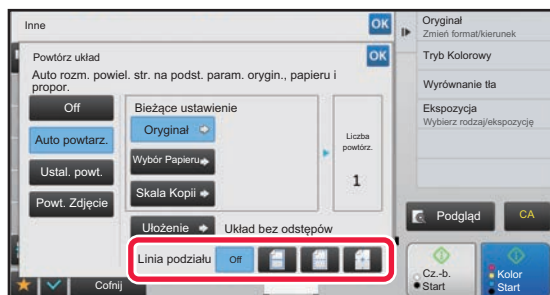 Inne
OK
Powtórz układ
OK
Auto rozm. powiel. str. na podst. param. orygin., papieru i
propor.
Off
Auto powtarz.
Ustal. powt.
Powt. Zdjęcie
Bieżące ustawienie
Oryginał
Wybór Papieru
Skala Kopii
Liczba
powtórz.
1
Ułożenie
Układ bez odstępów
Linia podziału
Off
Cofnij
Oryginał
Zmień format/kierunek
Tryb Kolorowy
Wyrównanie tła
Ekspozycja
Wybierz rodzaj/ekspozycję
Podgląd
CA
Cz.-b.
Start
Kolor
Start